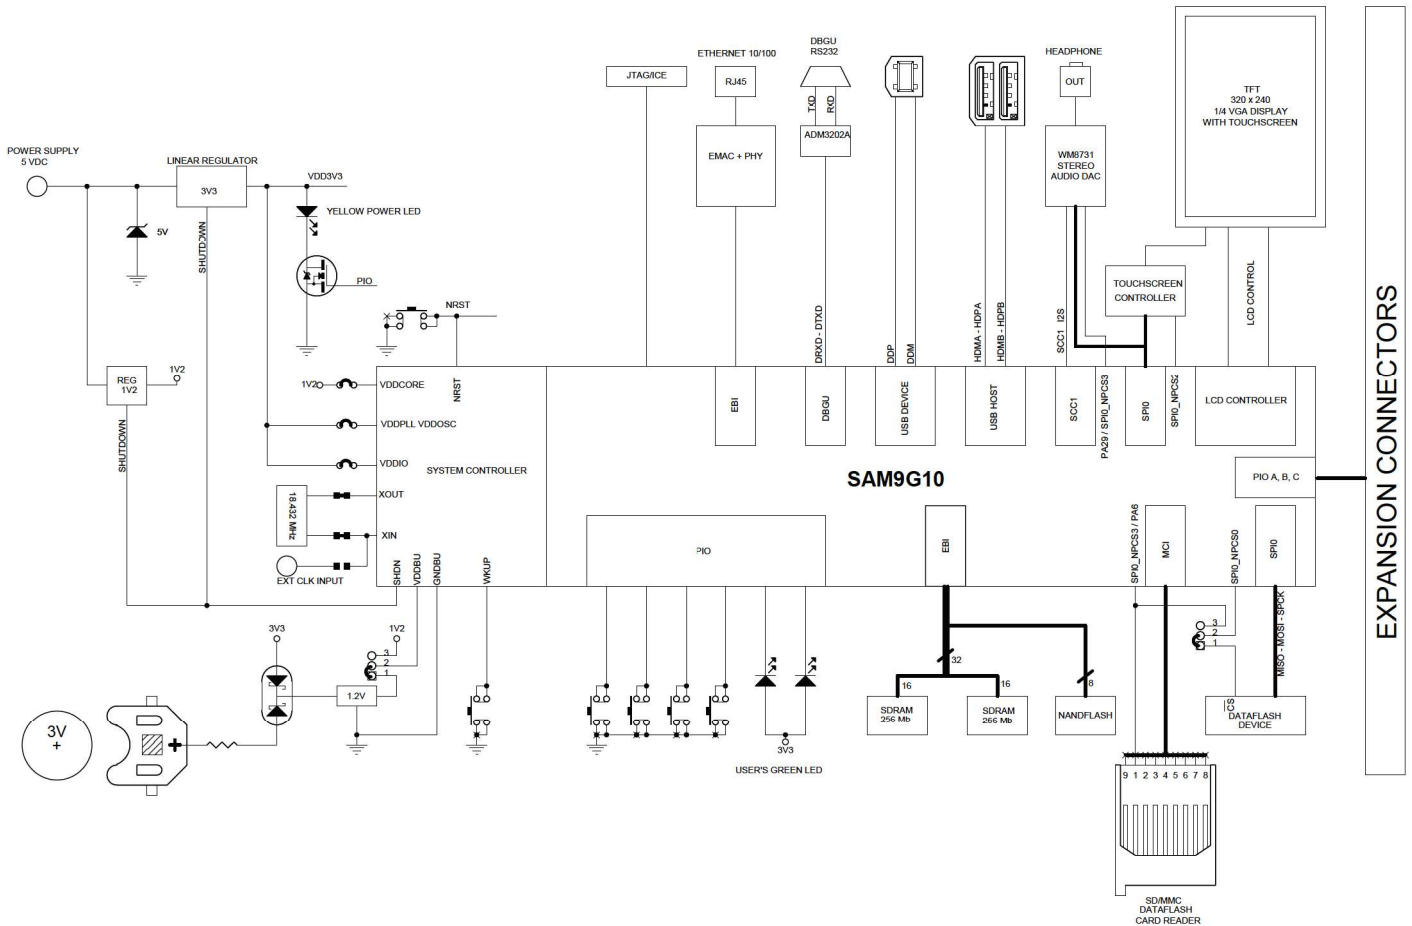 ETHERNET 10/100
DBGU
RS232
HEADPHONE
JTAG/ICE
RJ45
TXD
RXD
OUT
TFT
320 x 240
1/4 VGA DISPLAY
WITH TOUCHSCREEN
ADM3202A
EMAC + PHY
WM8731
STEREO
AUDIO DAC
POWER SUPPLY
5 VDC
LINEAR REGULATOR
3V3
VDD3V3
YELLOW POWER LED
5V
SHUTDOWN
PIO
NRST
TOUCHSCREEN
CONTROLLER
LCD CONTROL
DRXD - DTXD
DDP
DDM
HDMA - HDPA
HDMB - HDPB
SCC1 I2S
REG
1V2
1V2
SHUTDOWN
1V2
VDDCORE
NRST
EBI
DBGU
USB DEVICE
USB HOST
SCC1
PA29 / SPI0_NPCS3
SPI0
SPI0_NPCS2
LCD CONTROLLER
VDDPLL VDDOSC
VDDIO
SYSTEM CONTROLLER
SAM9G10
PIO A, B, C
EXPANSION CONNECTORS
18.432 MHz
XOUT
XIN
EXT CLK INPUT
SHDN
VDDBU
GNDBU
WKUP
PIO
EBI
SPI0_NPCS3 / PA6
MCI
SPI0_NPCS0
SPI0
3V3
1V2
3
2
1
1.2V
3
2
1
MISO - MOSI - SPCK
32
16
16
8
SDRAM
256 Mb
SDRAM
266 Mb
NANDFLASH
CS
DATAFLASH
DEVICE
3V
+
3V3
USER'S GREEN LED
9 1 2 3 4 5 6 7 8
SD/MMC
DATAFLASH
CARD READER